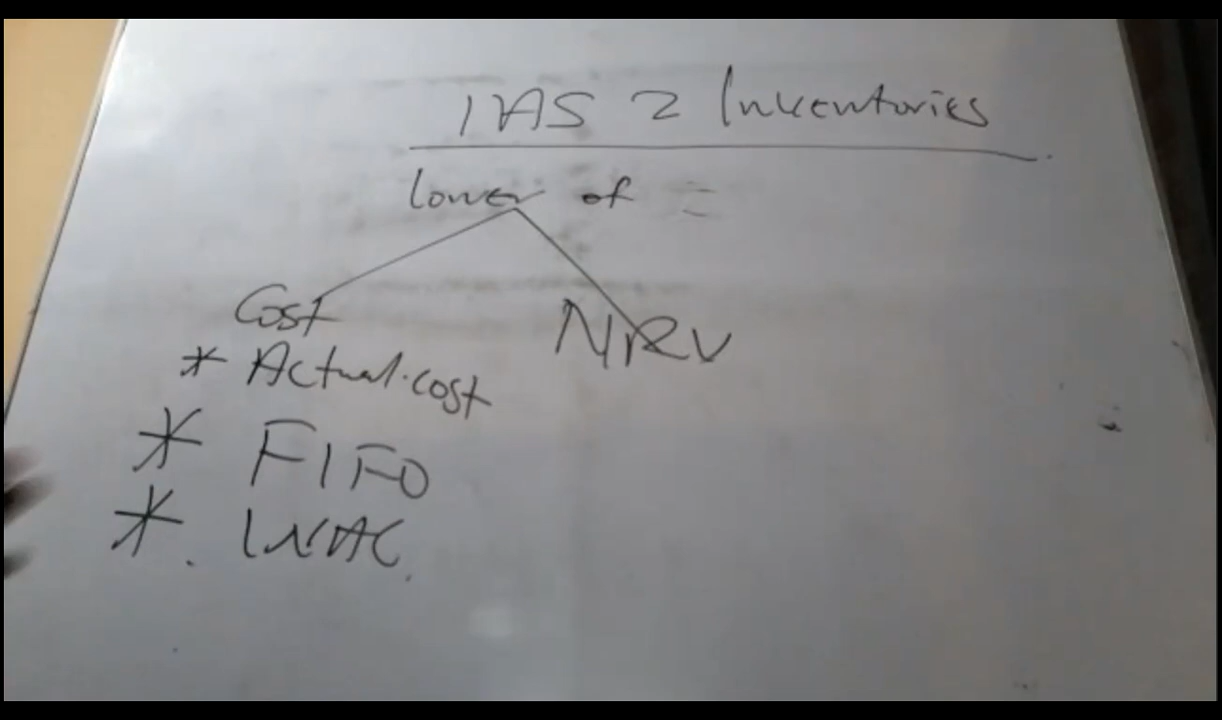 IAS 2 Inventories
lower of =
Cost
NRV
* Actual cost
* FIFO
* WAC